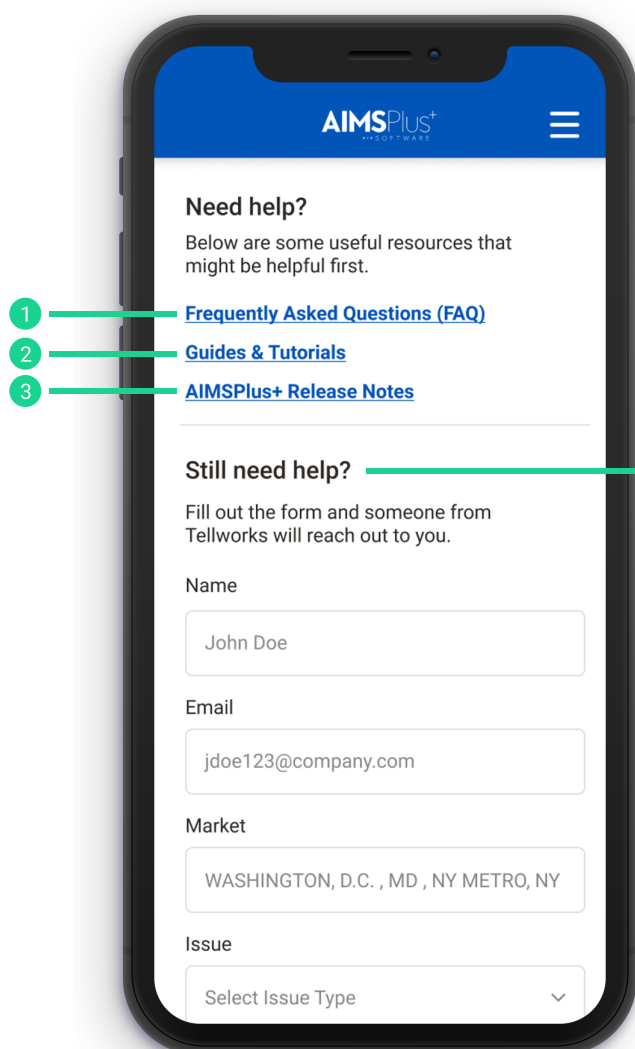 AIMSPlus+
SOFTWARE
Need help?
Below are some useful resources that
might be helpful first.
1
Frequently Asked Questions (FAQ)
2
Guides & Tutorials
3
AIMSPlus+ Release Notes
Still need help?
Fill out the form and someone from
Tellworks will reach out to you.
Name
John Doe
Email
jdoe123@company.com
Market
WASHINGTON, D.C. , MD , NY METRO, NY
Issue
Select Issue Type